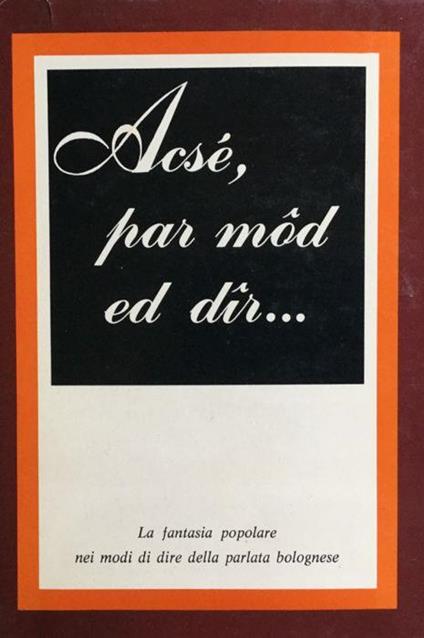 Acsé,
par môd
ed dîr...
La fantasia popolare
nei modi di dire della parlata bolognese